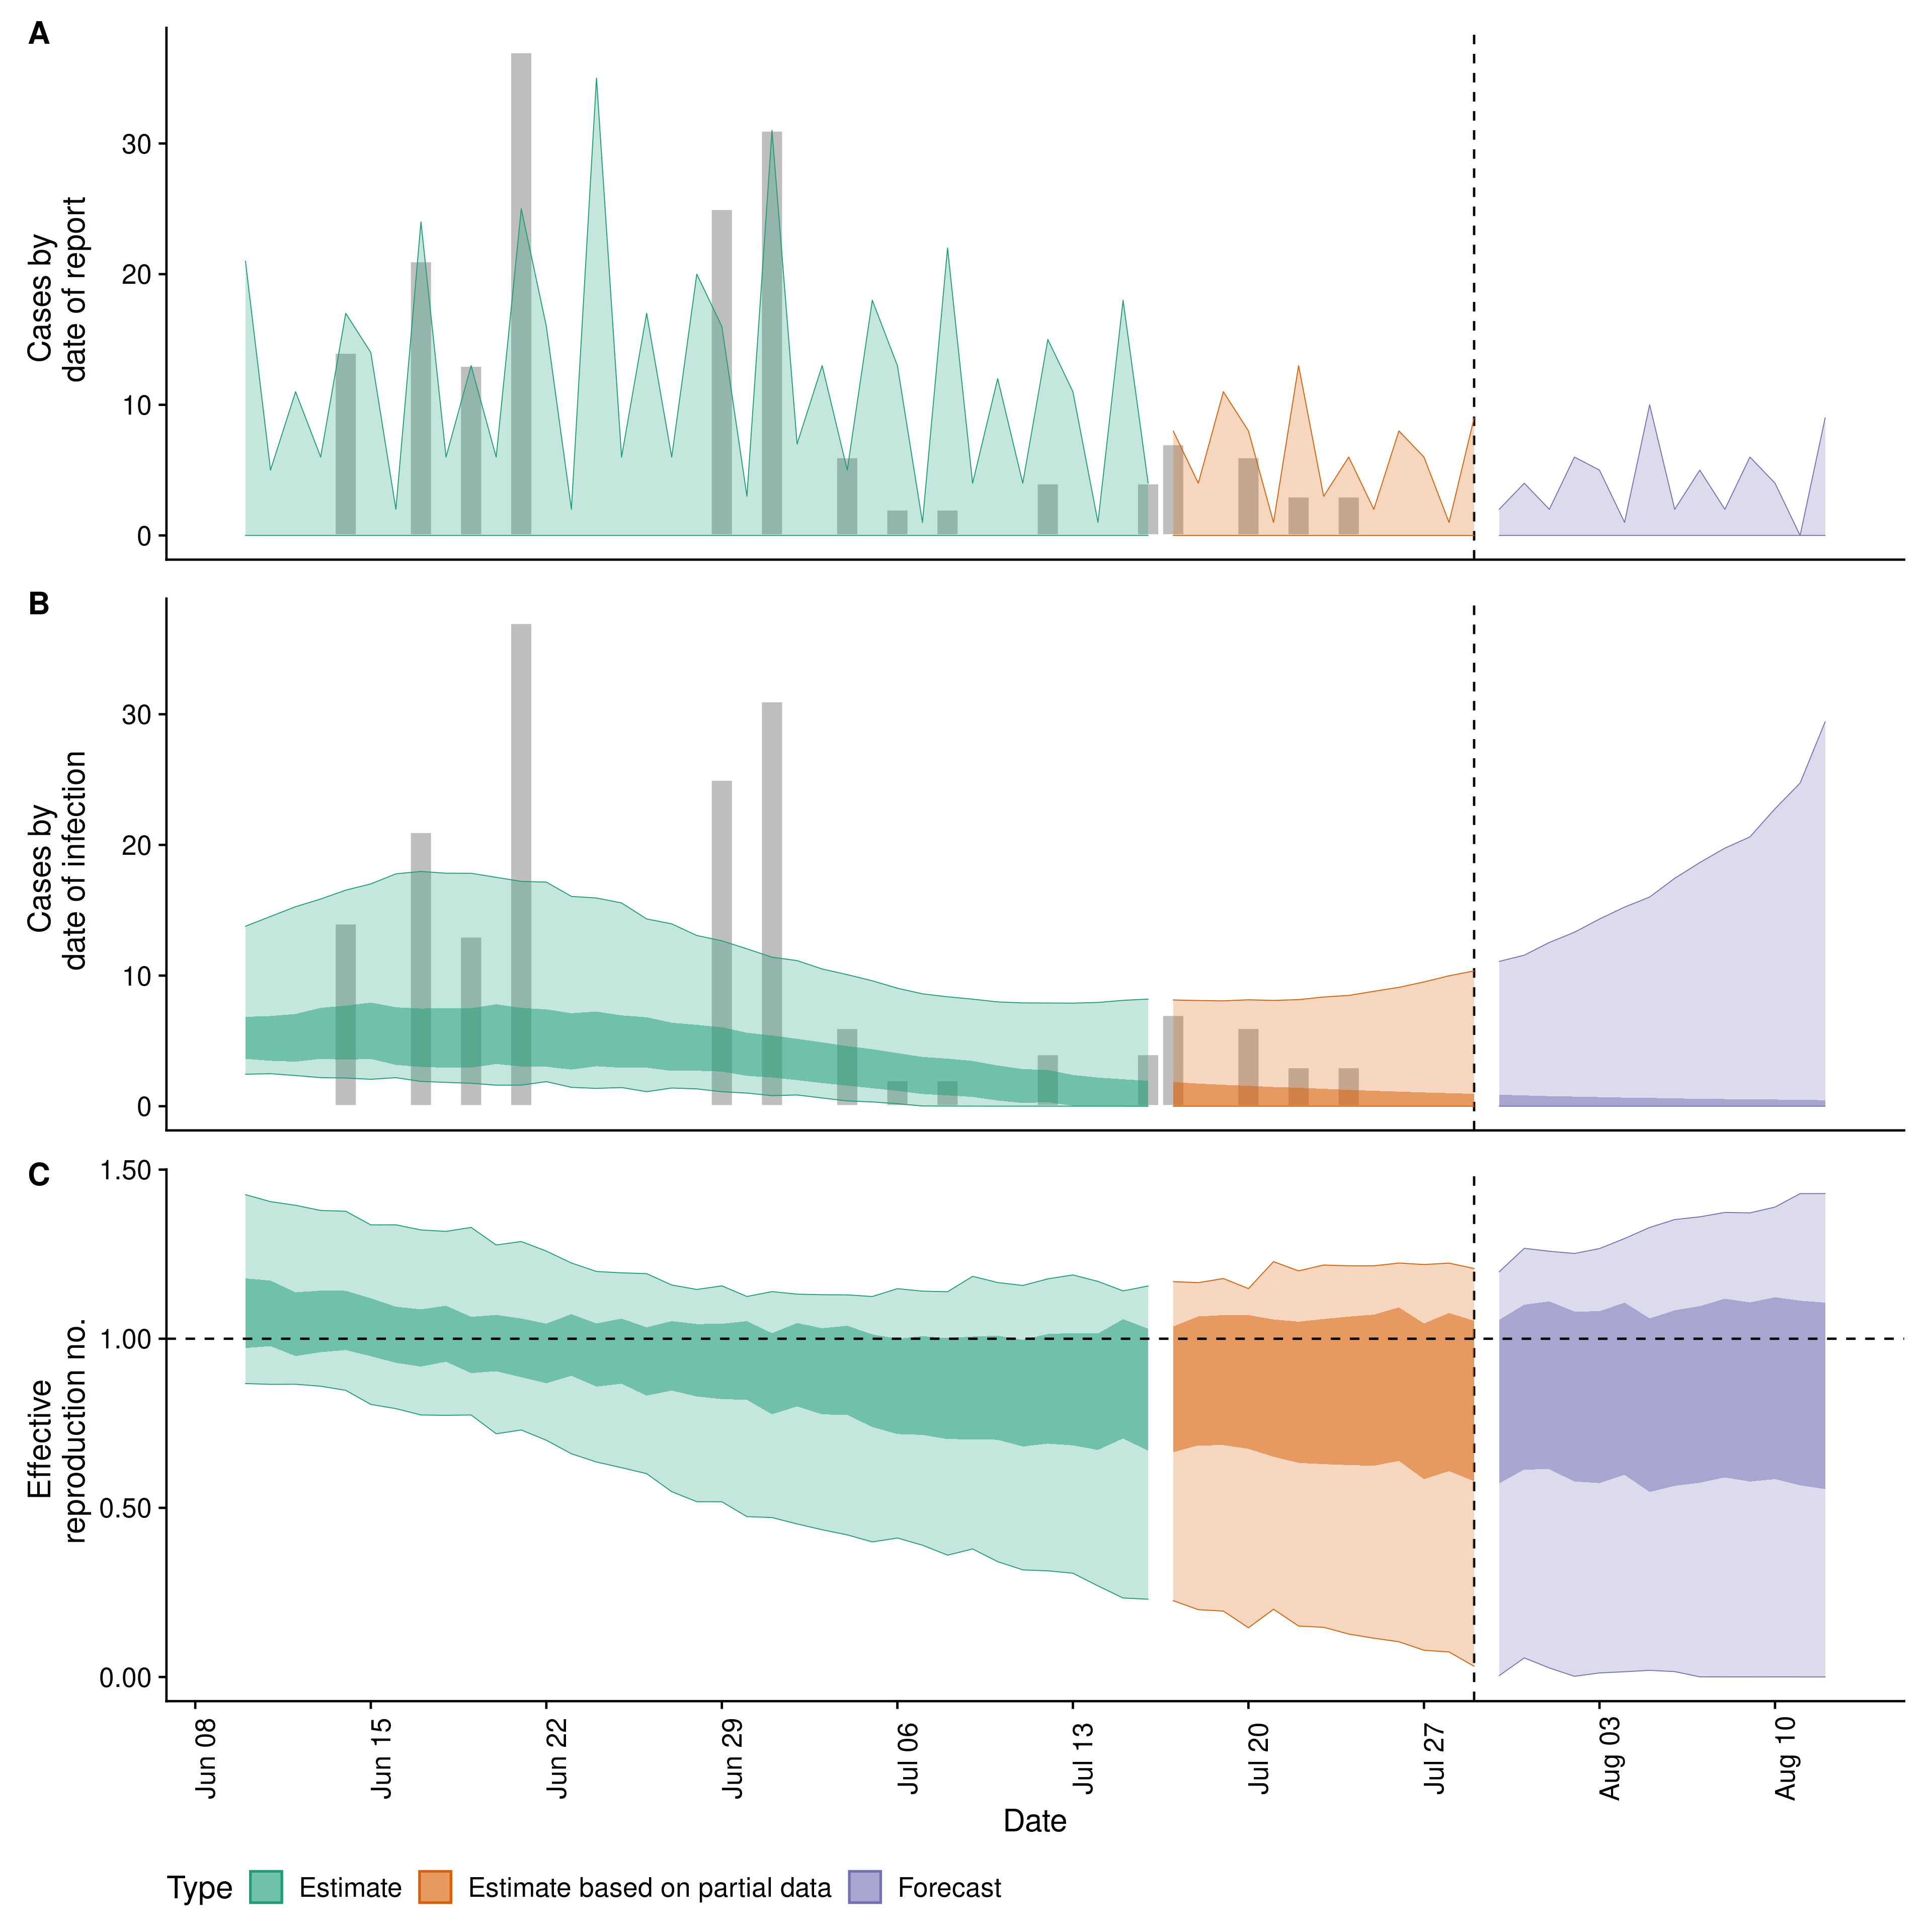 A
Cases by
date of report
30
20
10
0
B
Cases by
date of infection
30
20
10
0
C
Effective
reproduction no.
1.50
1.00
0.50
0.00
Jun 08
Jun 15
Jun 22
Jun 29
Jul 06
Jul 13
Jul 20
Jul 27
Aug 03
Aug 10
Date
Type Estimate Estimate based on partial data Forecast